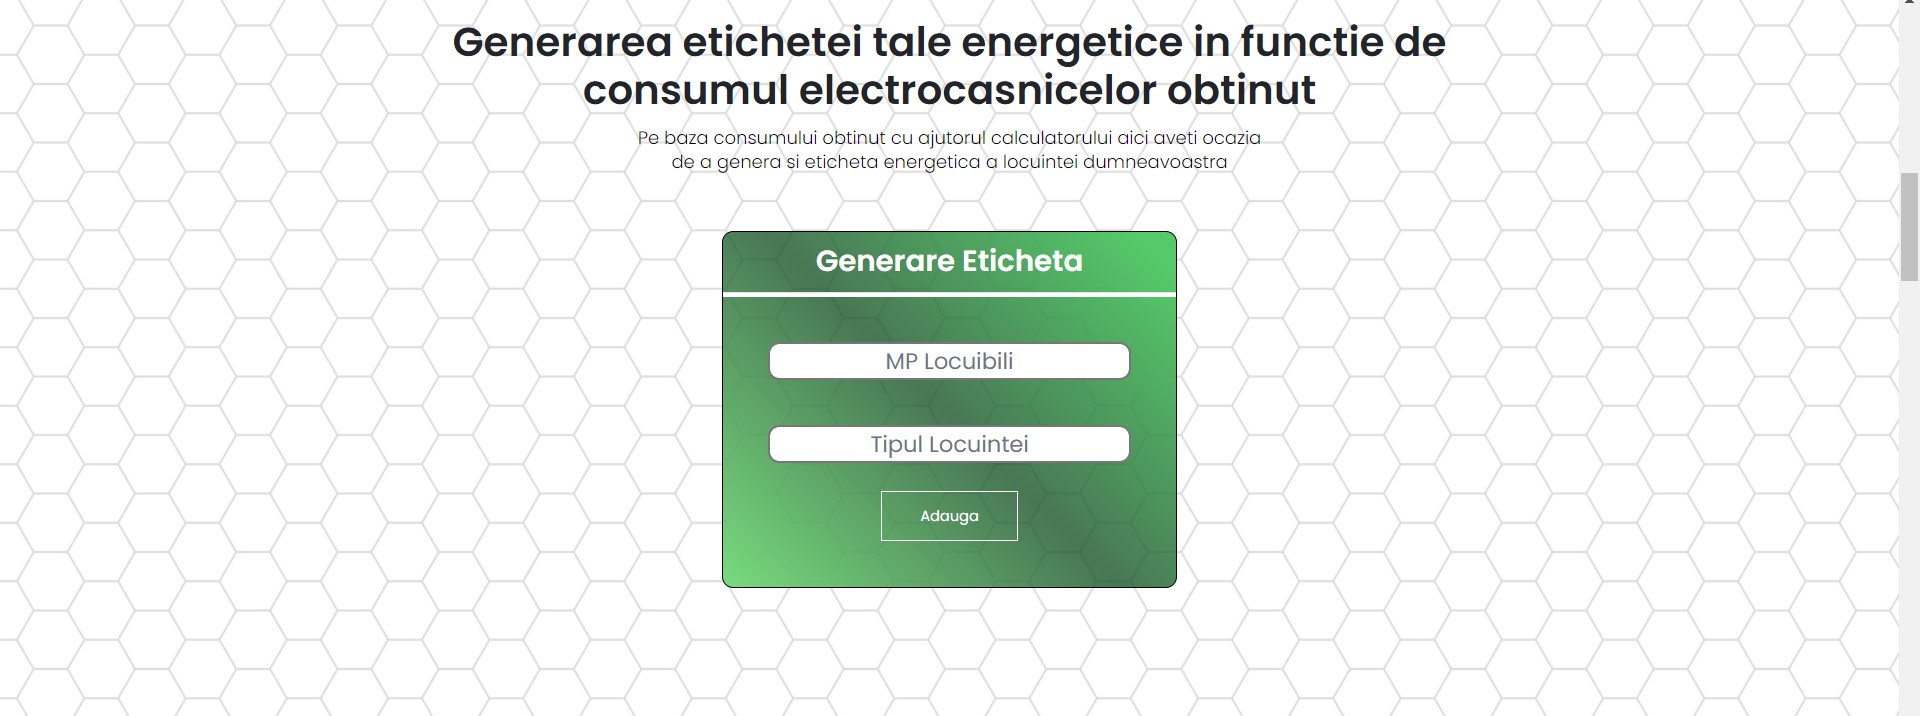 Generarea etichetei tale energetice in functie de
consumul electrocasnicelor obtinut
Pe baza consumului obtinut cu ajutorul calculatorului aici aveti ocazia
de a genera si eticheta energetica a locuintei dumneavoastra
Generare Eticheta
MP Locuibili
Tipul Locuintei
Adauga